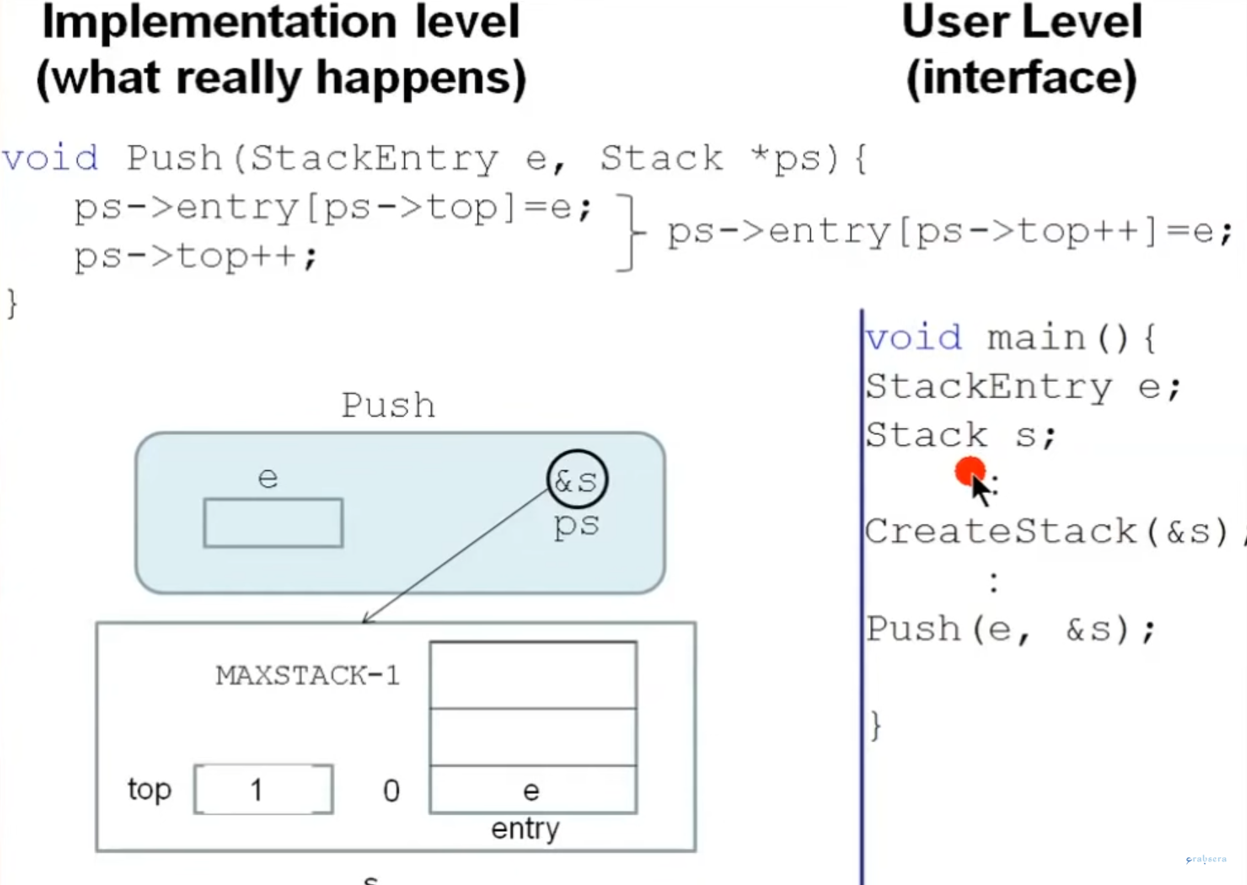 Implementation level
(what really happens)
User Level
(interface)
void Push(StackEntry e, Stack *ps){
ps->entry[ps->top]=e;
ps->top++;
}
ps->entry[ps->top++]=e;
Push
e
&s
ps
MAXSTACK-1
top
1
0
e
entry
s
void main(){
StackEntry e;
Stack s;
:
CreateStack(&s);
:
Push(e, &s);
}